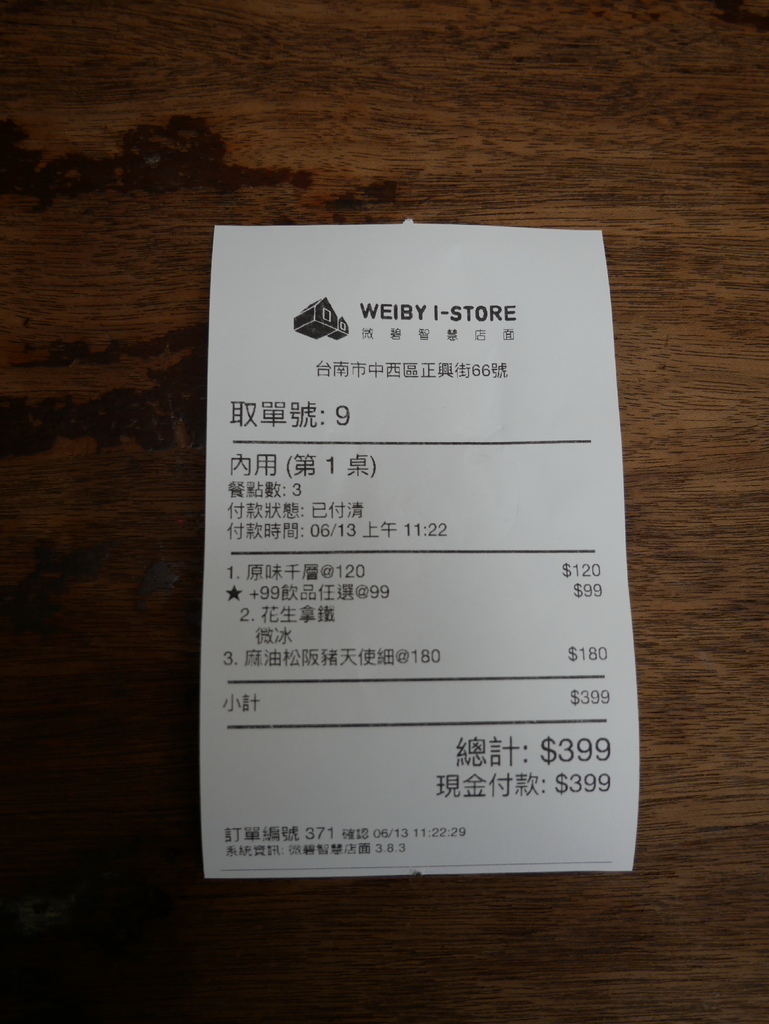 WEIBY I-STORE
微碧智慧店面
台南市中西區正興街66號
取單號: 9
內用 (第 1 桌)
餐點數: 3
付款狀態: 已付清
付款時間: 06/13 上午 11:22
1. 原味千層@120 $120
★ +99飲品任選@99 $99
2. 花生拿鐵
微冰
3. 麻油松阪豬天使細@180 $180
小計 $399
總計: $399
現金付款: $399
訂單編號 371 確認 06/13 11:22:29
系統資訊: 微碧智慧店面 3.8.3